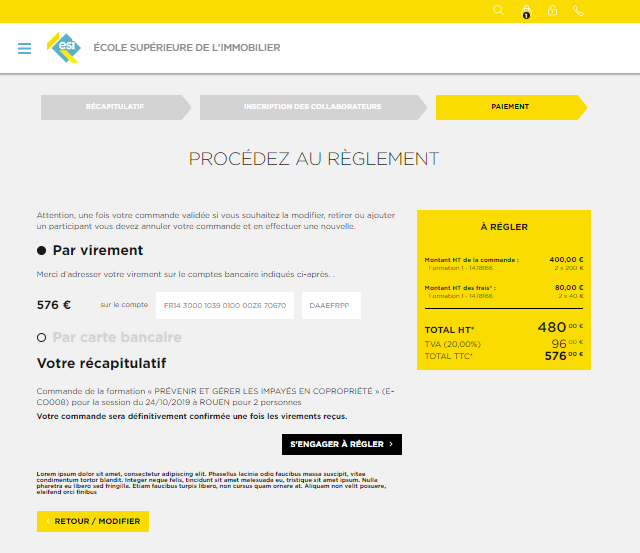 1
esi
ÉCOLE SUPÉRIEURE DE L'IMMOBILIER
RÉCAPITULATIF
INSCRIPTION DES COLLABORATEURS
PAIEMENT
PROCÉDEZ AU RÈGLEMENT
Attention, une fois votre commande validée si vous souhaitez la modifier, retirer ou ajouter
un participant vous devez annuler votre commande et en effectuer une nouvelle.
Par virement
Merci d'adresser votre virement sur le comptes bancaire indiqués ci-après. .
576 €
sur le compte
FR14 3000 1039 0100 00Z6 70670
DAAEFRPP
Par carte bancaire
Votre récapitulatif
Commande de la formation « PRÉVENIR ET GÉRER LES IMPAYÉS EN COPROPRIÉTÉ » (E-
CO008) pour la session du 24/10/2019 à ROUEN pour 2 personnes
Votre commande sera définitivement confirmée une fois les virements reçus.
S'ENGAGER À RÉGLER >
Lorem ipsum dolor sit amet, consectetur adipiscing elit. Phasellus lacinia odio faucibus massa suscipit, vitae
condimentum tortor blandit. Integer neque felis, tincidunt sit amet malesuada eu, tristique sit amet ipsum. Nulla
pharetra eu libero sed fringilla. Etiam faucibus turpis libero, non cursus quam ornare at. Aliquam non velit posuere,
eleifend orci finibus
< RETOUR / MODIFIER
À RÉGLER
Montant HT de la commande : 400,00 €
Formation 1 - 1478166 2 x 200 €
Montant HT des frais* : 80,00 €
Formation 1 - 1478166 2 x 40 €
TOTAL HT* 480,00 €
TVA (20,00%) 96,00 €
TOTAL TTC* 576,00 €